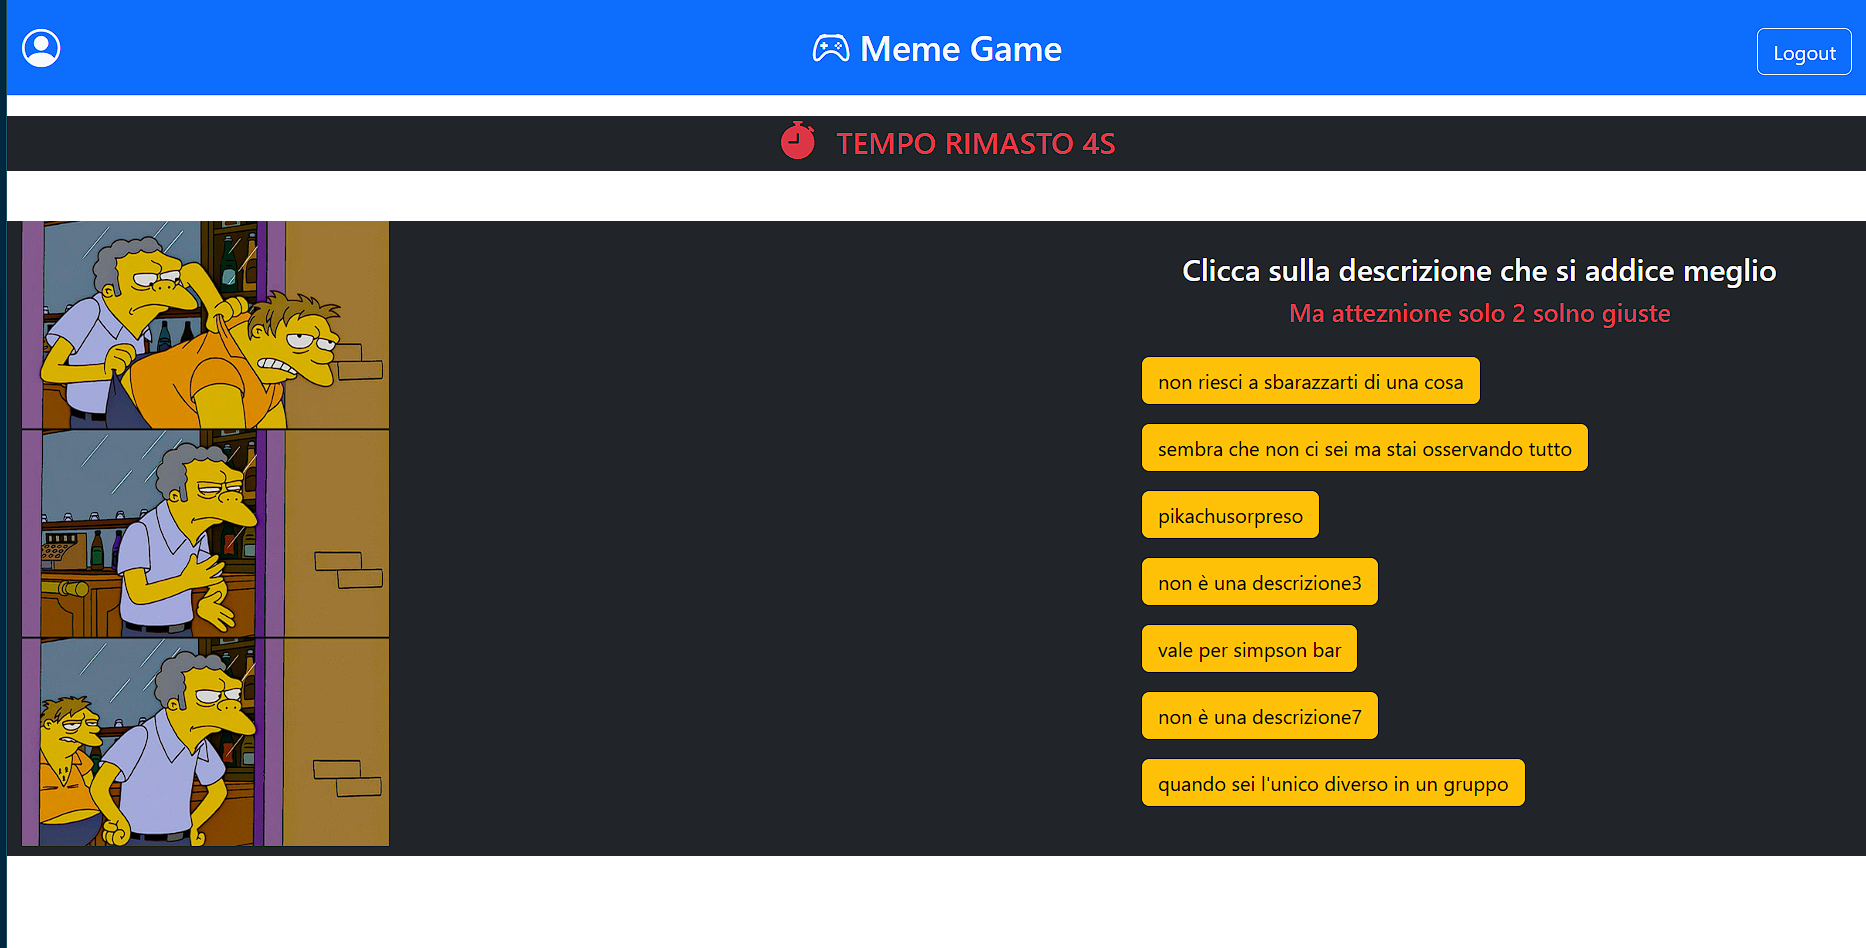 Meme Game
Logout
TEMPO RIMASTO 4S
Clicca sulla descrizione che si addice meglio
Ma atteznione solo 2 solno giuste
non riesci a sbarazzarti di una cosa
sembra che non ci sei ma stai osservando tutto
pikachusorpreso
non è una descrizione3
vale per simpson bar
non è una descrizione7
quando sei l'unico diverso in un gruppo